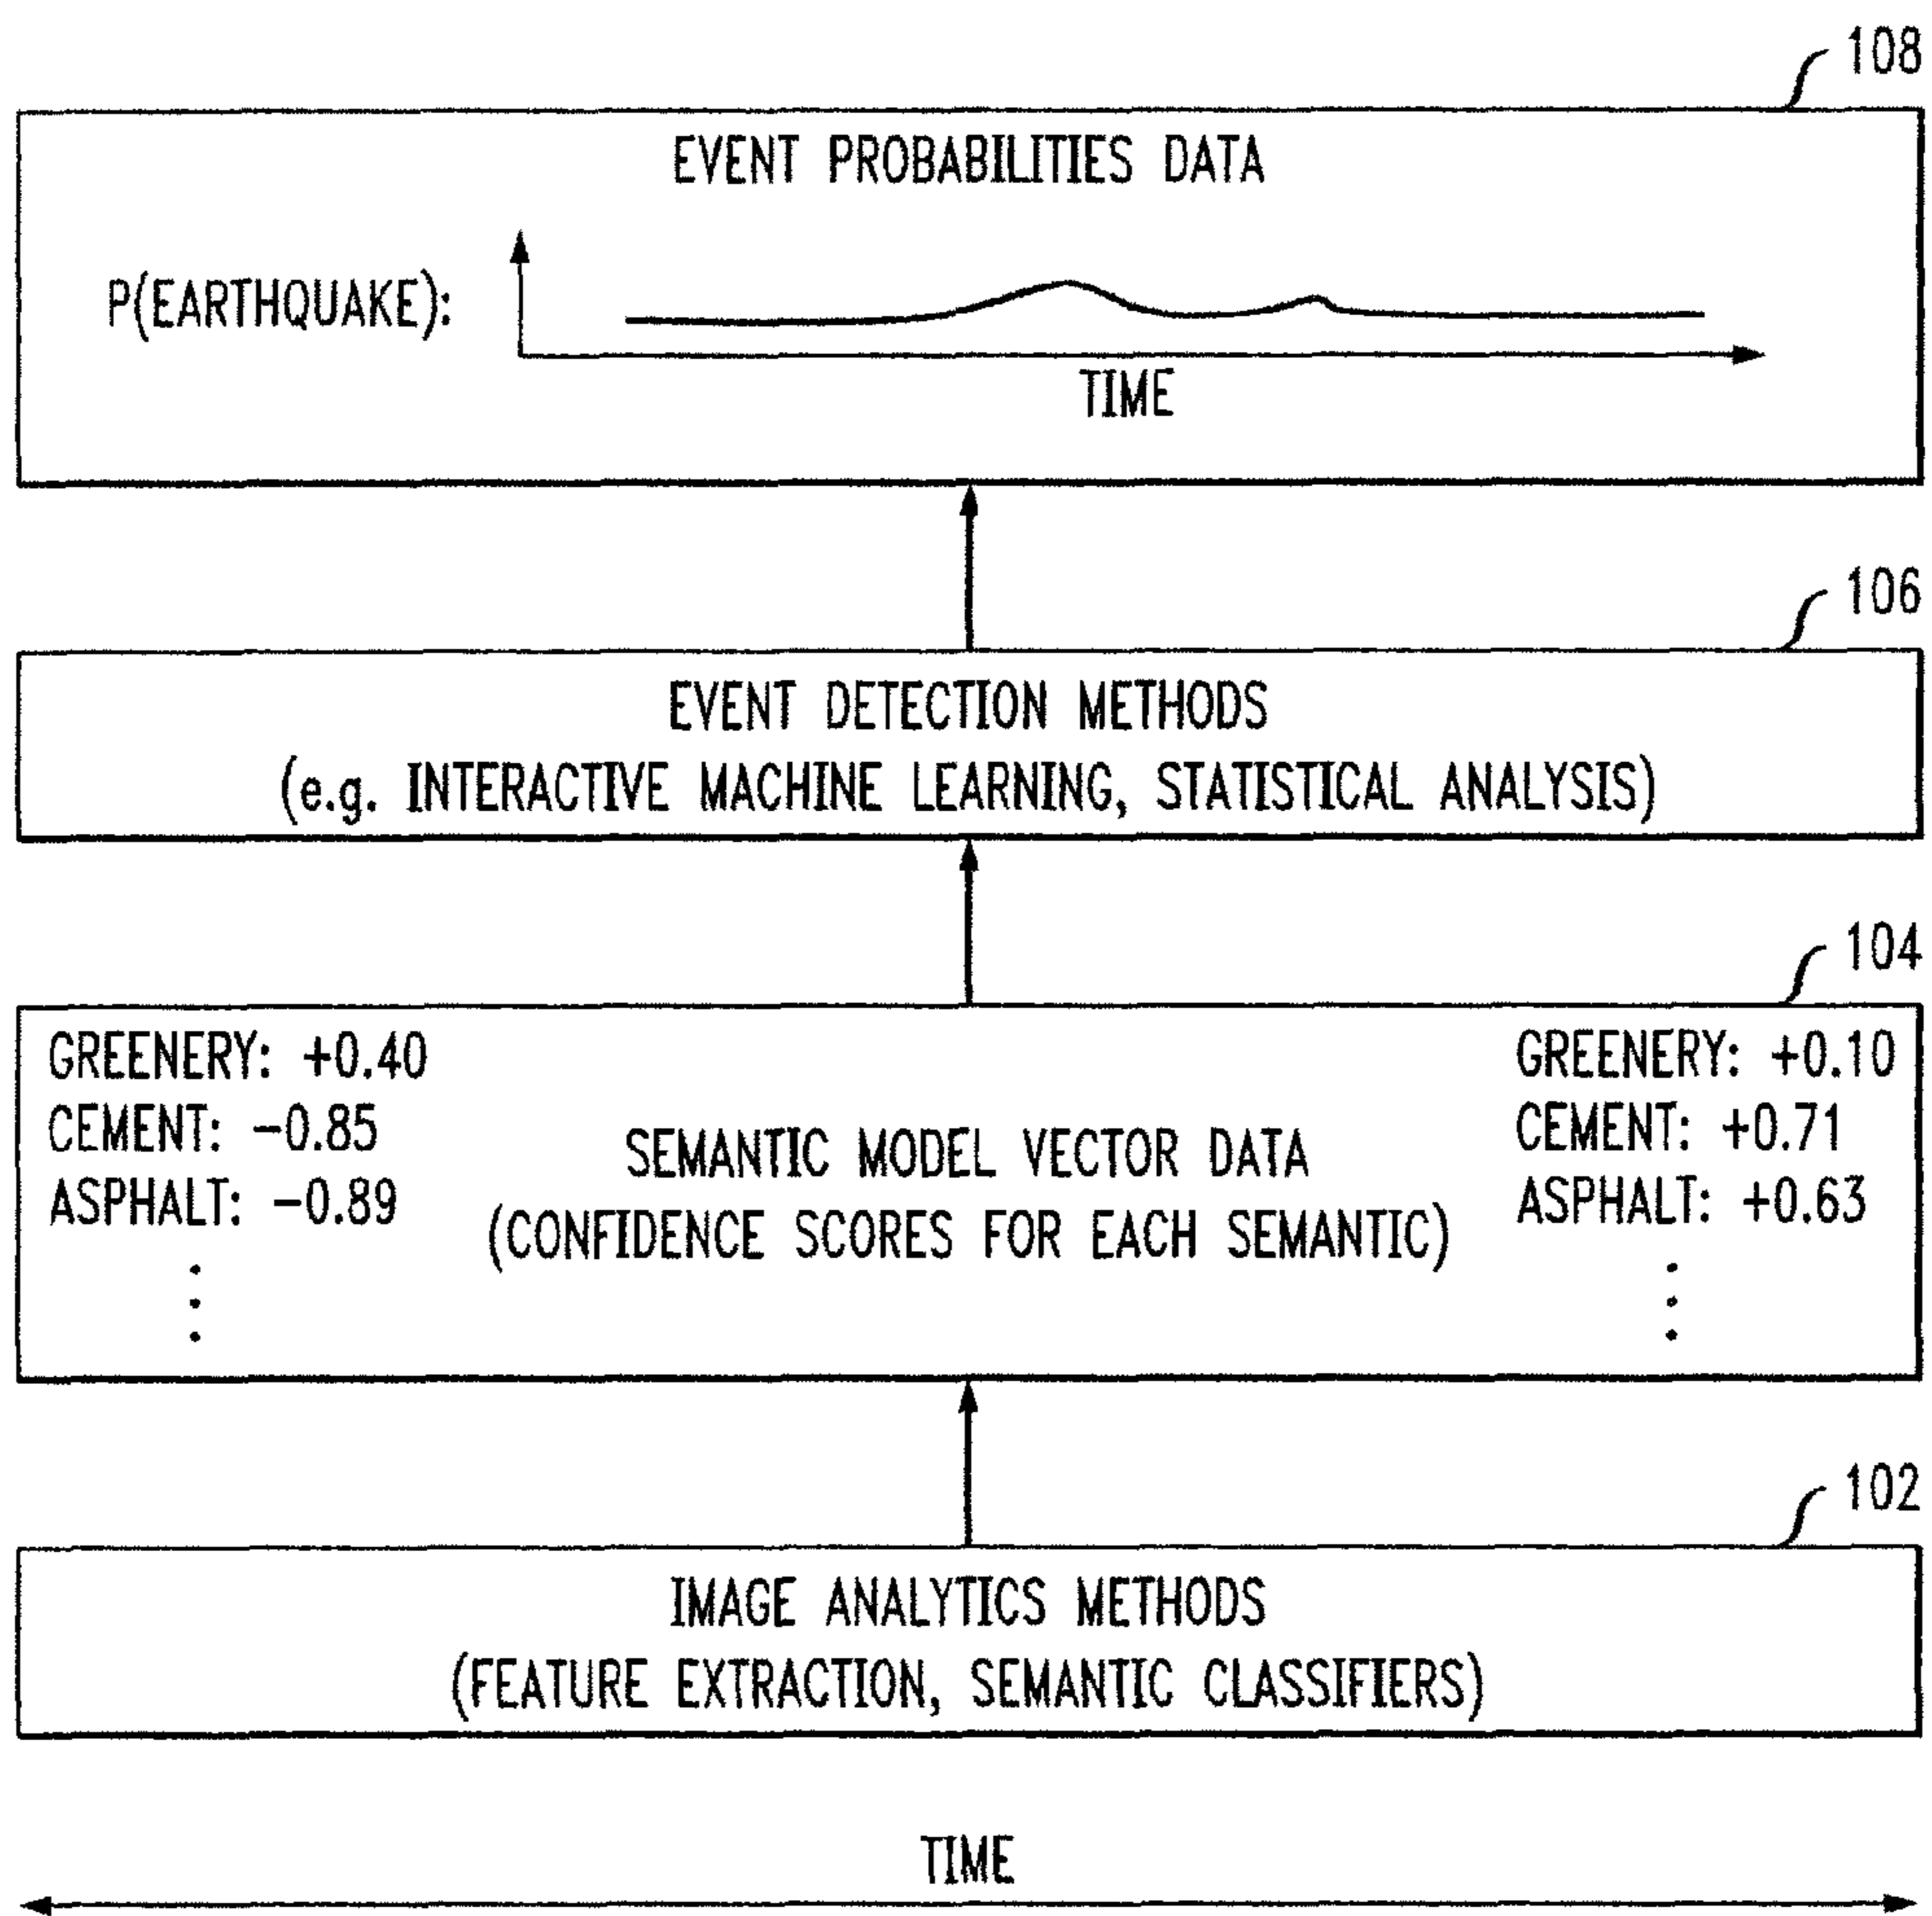 108
EVENT PROBABILITIES DATA
P(EARTHQUAKE):
TIME
106
EVENT DETECTION METHODS
(e.g. INTERACTIVE MACHINE LEARNING, STATISTICAL ANALYSIS)
104
GREENERY: +0.40
CEMENT: -0.85
ASPHALT: -0.89
SEMANTIC MODEL VECTOR DATA
(CONFIDENCE SCORES FOR EACH SEMANTIC)
GREENERY: +0.10
CEMENT: +0.71
ASPHALT: +0.63
102
IMAGE ANALYTICS METHODS
(FEATURE EXTRACTION, SEMANTIC CLASSIFIERS)
TIME